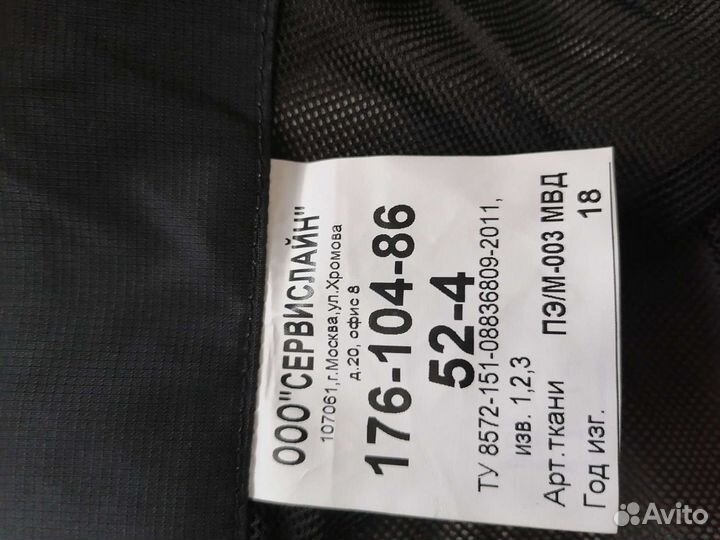 ООО"СЕРВИСЛАЙН"
107061,г.Москва,ул.Хромова
д.20, офис 8
176-104-86
52-4
ТУ 8572-151-08836809-2011,
изв. 1,2,3
Арт.ткани ПЭ/М-003 МВД
Год изг. 18
Avito